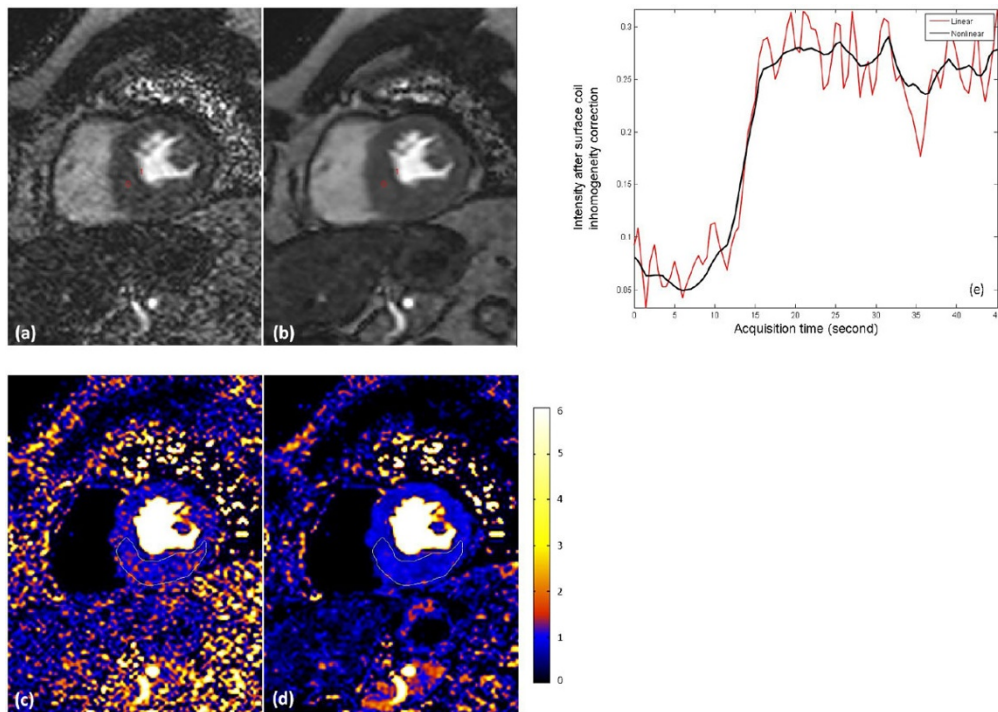 (a)
(b)
0.3
0.25
0.2
0.15
0.1
0.05
0
5
10
15
20
25
30
35
40
45
Intensity after surface coil
inhomogeneity correction
Acquisition time (second)
Linear
Nonlinear
(e)
(c)
(d)
6
5
4
3
2
1
0